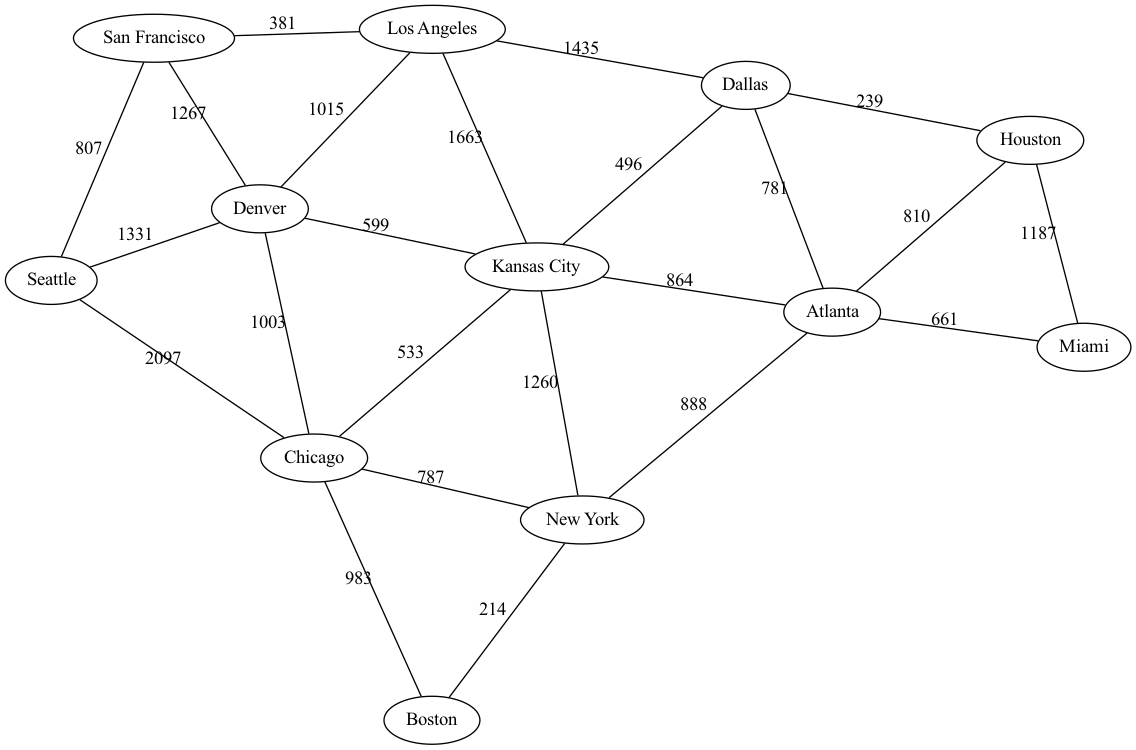 San Francisco
381
Los Angeles
1435
Dallas
239
Houston
807
1267
1015
1663
496
781
810
1187
Denver
1331
599
Seattle
Kansas City
864
Atlanta
661
Miami
1003
2097
533
1260
888
Chicago
787
New York
983
214
Boston